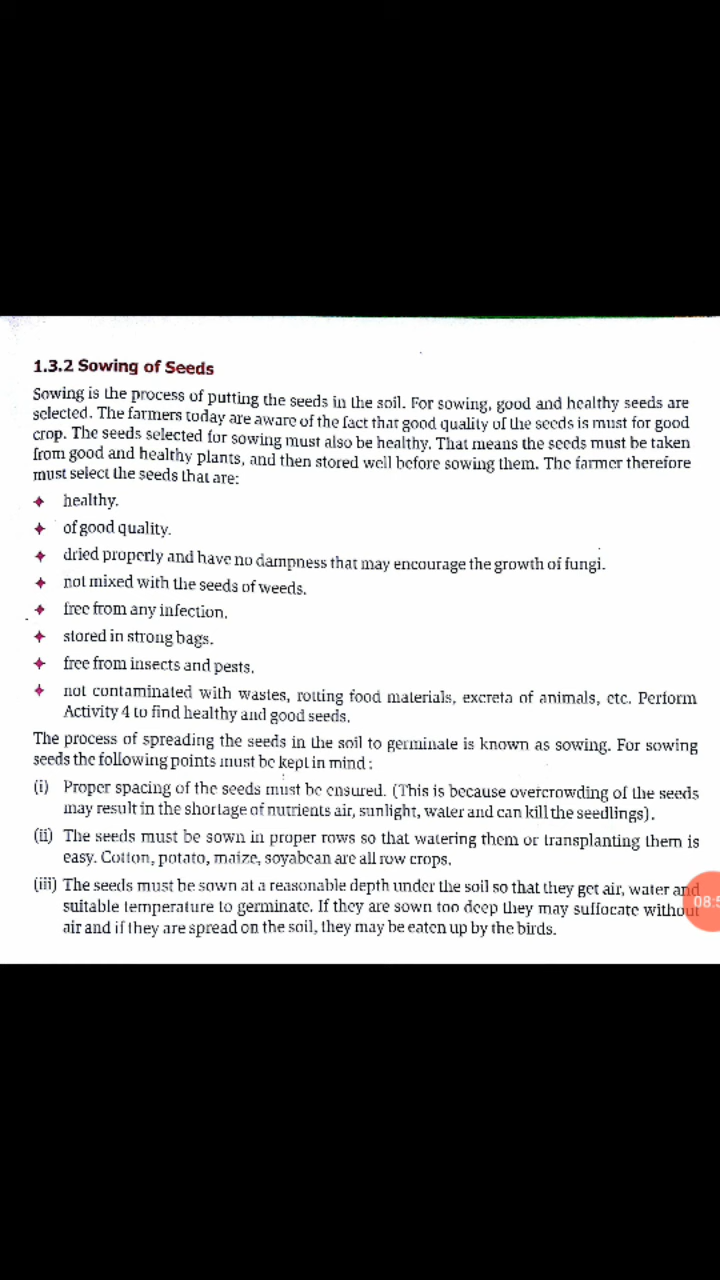 1.3.2 Sowing of Seeds
Sowing is the process of putting the seeds in the soil. For sowing, good and healthy seeds are
selected. The farmers today are aware of the fact that good quality of the seeds is must for good
crop. The seeds selected for sowing must also be healthy. That means the seeds must be taken
from good and healthy plants, and then stored well before sowing them. The farmer therefore
must select the seeds that are:
✦ healthy.
✦ of good quality.
✦ dried properly and have no dampness that may encourage the growth of fungi.
✦ not mixed with the seeds of weeds.
✦ free from any infection.
✦ stored in strong bags.
✦ free from insects and pests.
✦ not contaminated with wastes, rotting food materials, excreta of animals, etc. Perform
Activity 4 to find healthy and good seeds.
The process of spreading the seeds in the soil to germinate is known as sowing. For sowing
seeds the following points must be kept in mind :
(i) Proper spacing of the seeds must be ensured. (This is because overcrowding of the seeds
may result in the shortage of nutrients air, sunlight, water and can kill the seedlings).
(ii) The seeds must be sown in proper rows so that watering them or transplanting them is
easy. Cotton, potato, maize, soyabean are all row crops.
(iii) The seeds must be sown at a reasonable depth under the soil so that they get air, water and
suitable temperature to germinate. If they are sown too deep they may suffocate without
air and if they are spread on the soil, they may be eaten up by the birds.
08:5